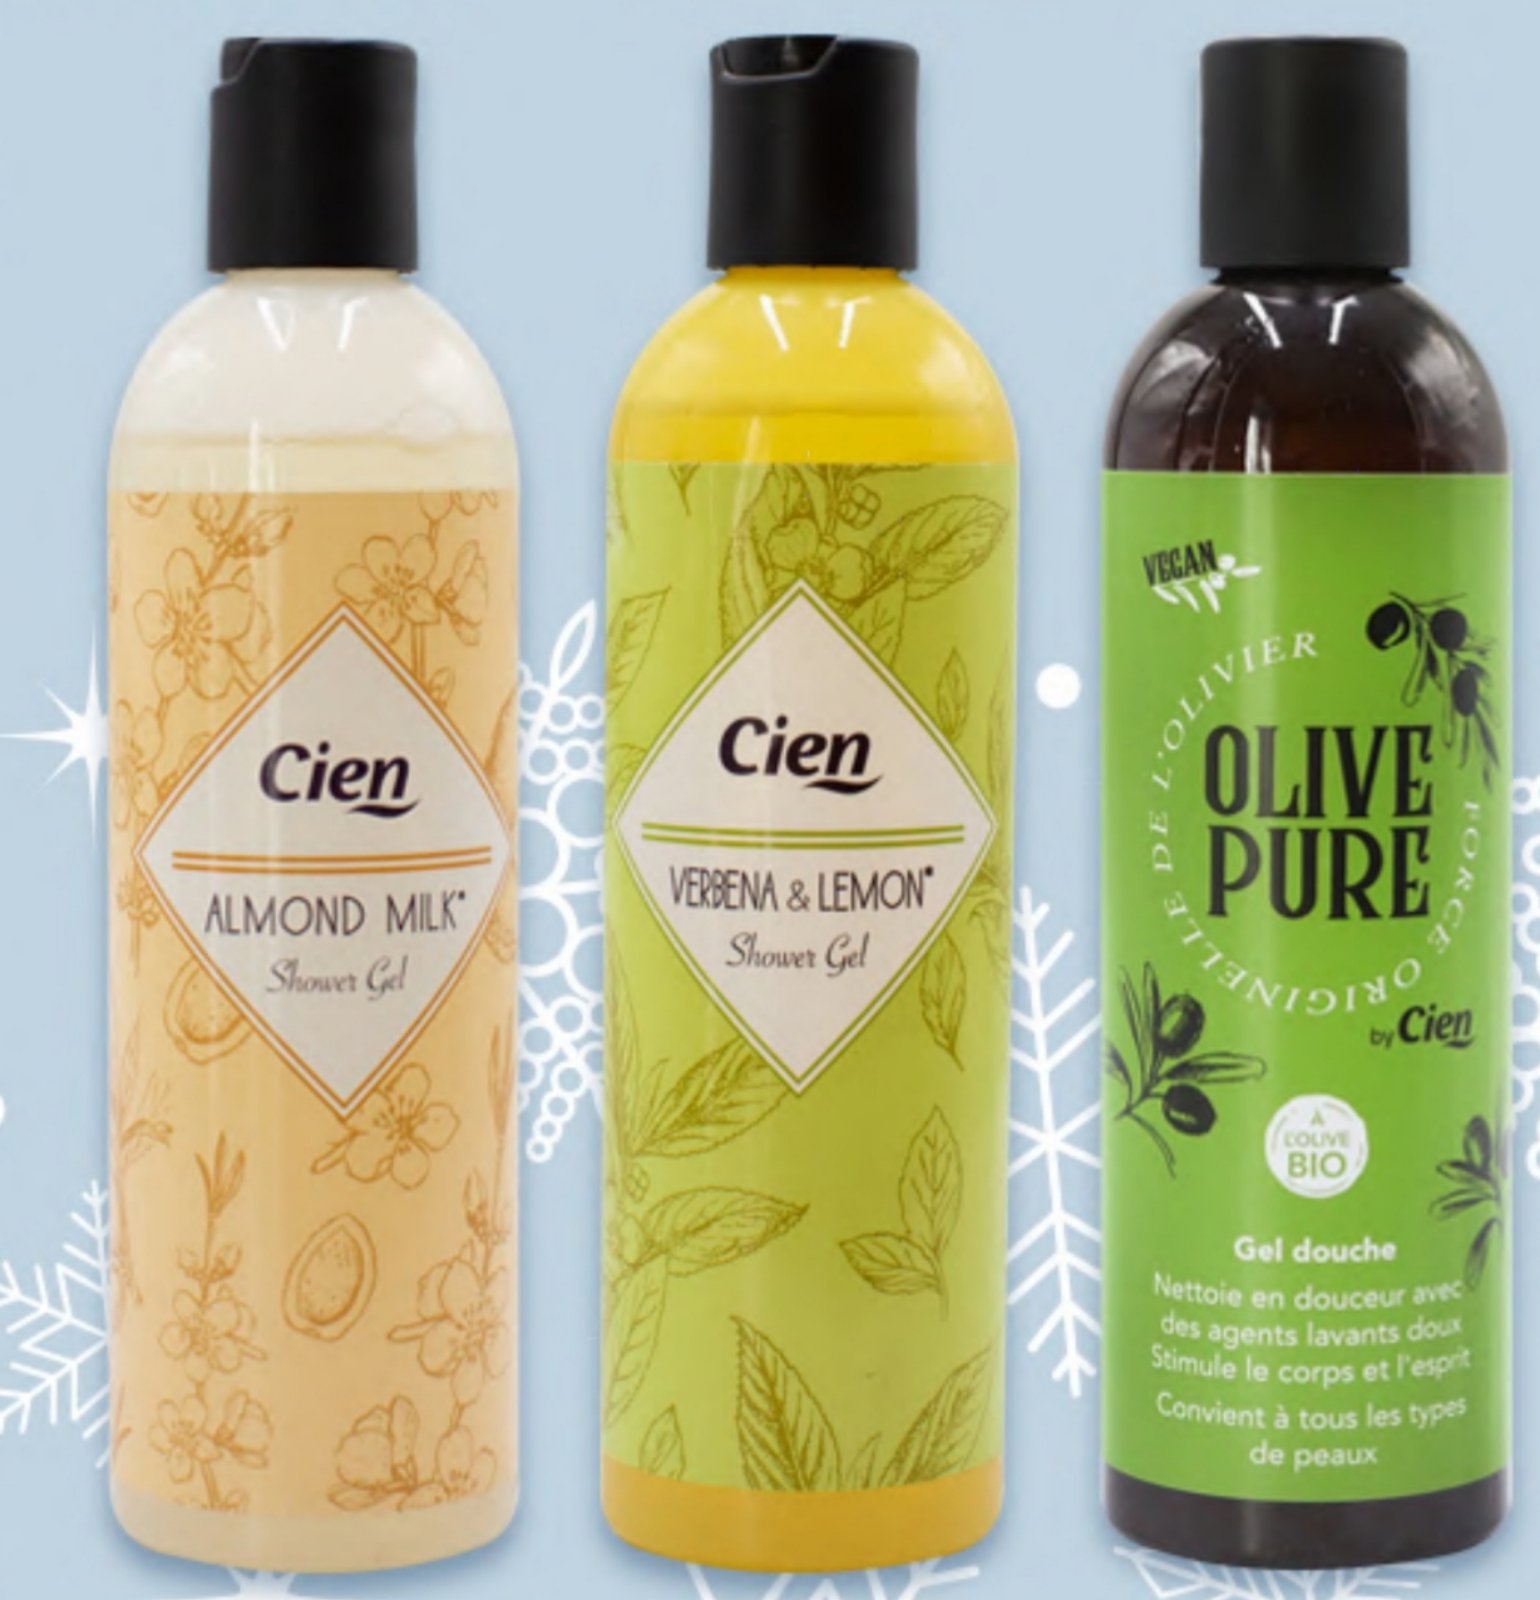 Cien
ALMOND MILK*
Shower Gel
Cien
VERBENA & LEMON*
Shower Gel
VEGAN
FORCE ORIGINELLE DE L'OLIVIER
OLIVE
PURE
by Cien
À
L'OLIVE
BIO
Gel douche
Nettoie en douceur avec
des agents lavants doux
Stimule le corps et l'esprit
Convient à tous les types
de peaux